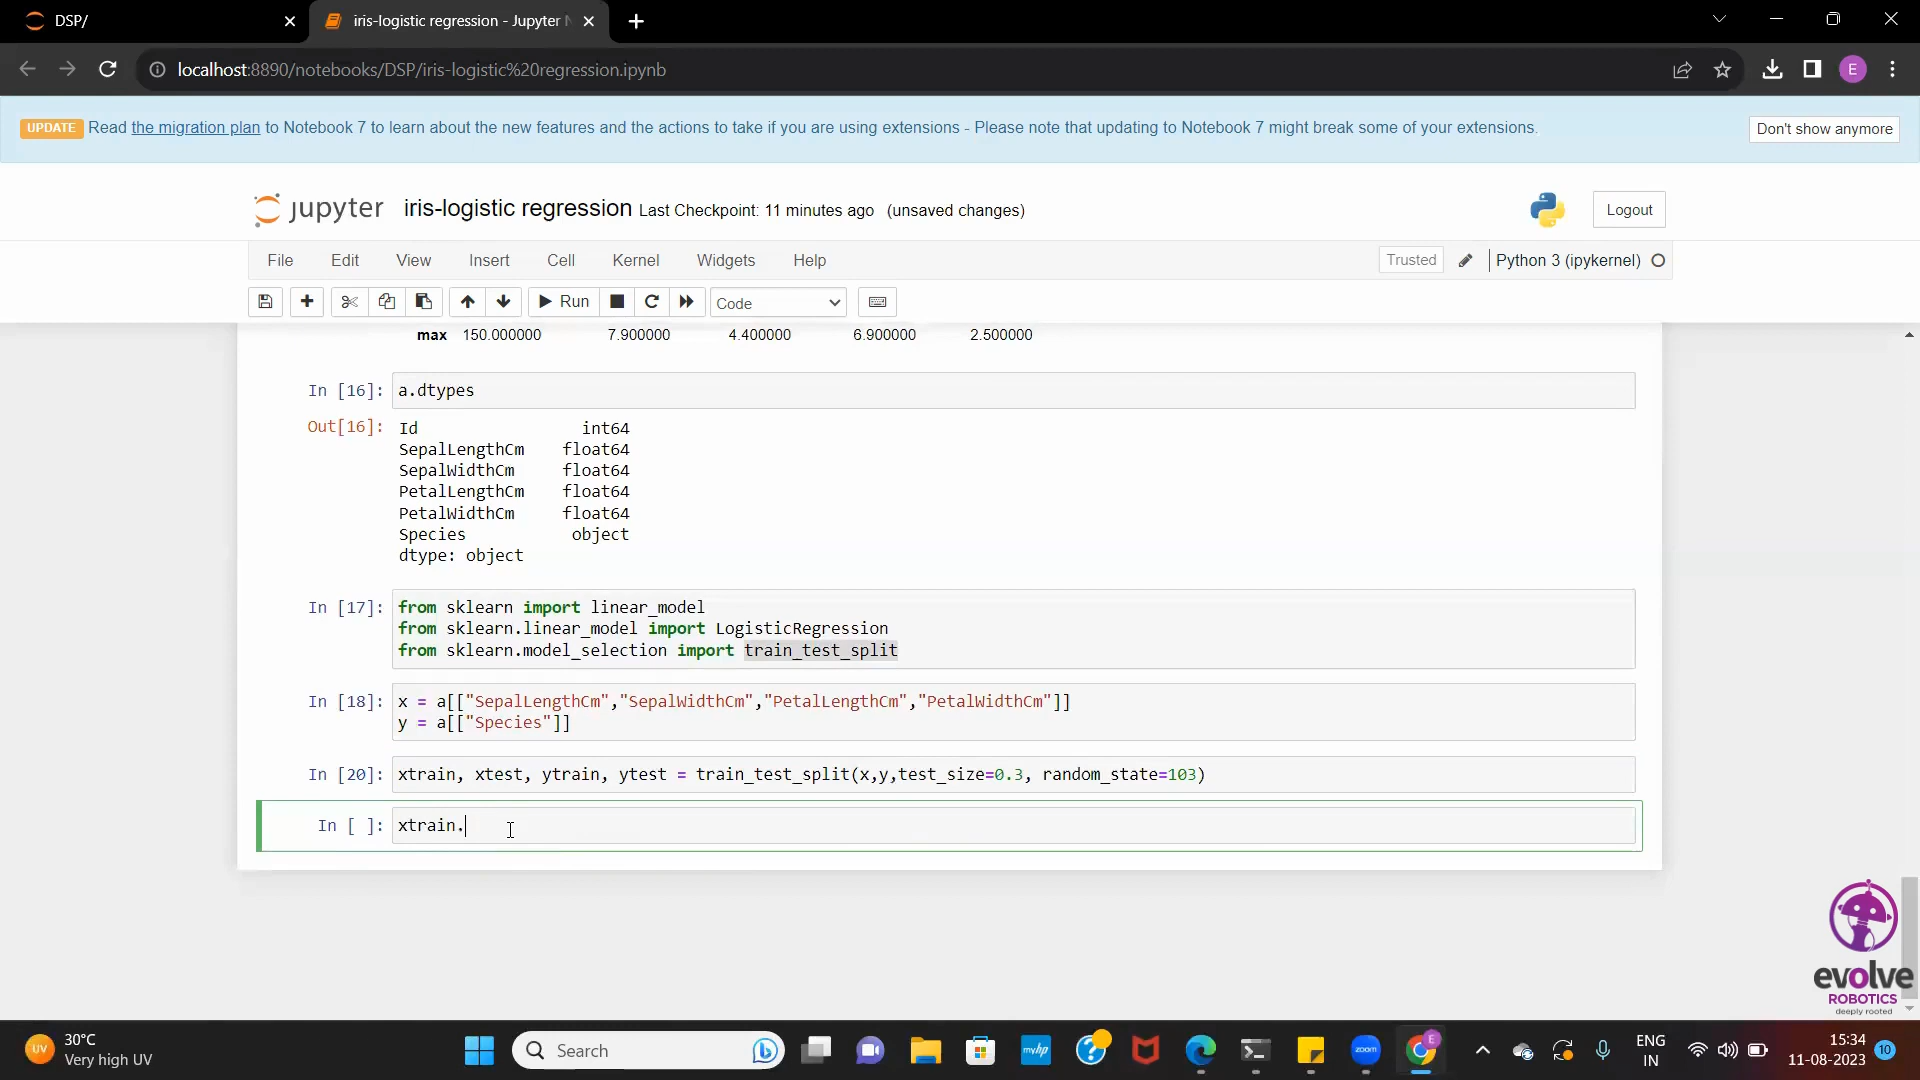 DSP/
iris-logistic regression - Jupyter N
localhost:8890/notebooks/DSP/iris-logistic%20regression.ipynb
E
UPDATE Read the migration plan to Notebook 7 to learn about the new features and the actions to take if you are using extensions - Please note that updating to Notebook 7 might break some of your extensions.
Don't show anymore
jupyter iris-logistic regression Last Checkpoint: 11 minutes ago (unsaved changes)
Logout
File Edit View Insert Cell Kernel Widgets Help
Trusted Python 3 (ipykernel)
Run Code
max 150.000000 7.900000 4.400000 6.900000 2.500000
In [16]: a.dtypes
Out[16]: Id int64
SepalLengthCm float64
SepalWidthCm float64
PetalLengthCm float64
PetalWidthCm float64
Species object
dtype: object
In [17]: from sklearn import linear_model
from sklearn.linear_model import LogisticRegression
from sklearn.model_selection import train_test_split
In [18]: x = a[["SepalLengthCm","SepalWidthCm","PetalLengthCm","PetalWidthCm"]]
y = a[["Species"]]
In [20]: xtrain, xtest, ytrain, ytest = train_test_split(x,y,test_size=0.3, random_state=103)
In [ ]: xtrain.
evolve
ROBOTICS
deeply rooted
UV
30°C
Very high UV
Search
myhp
zoom
E
ENG
IN
15:34
11-08-2023
10